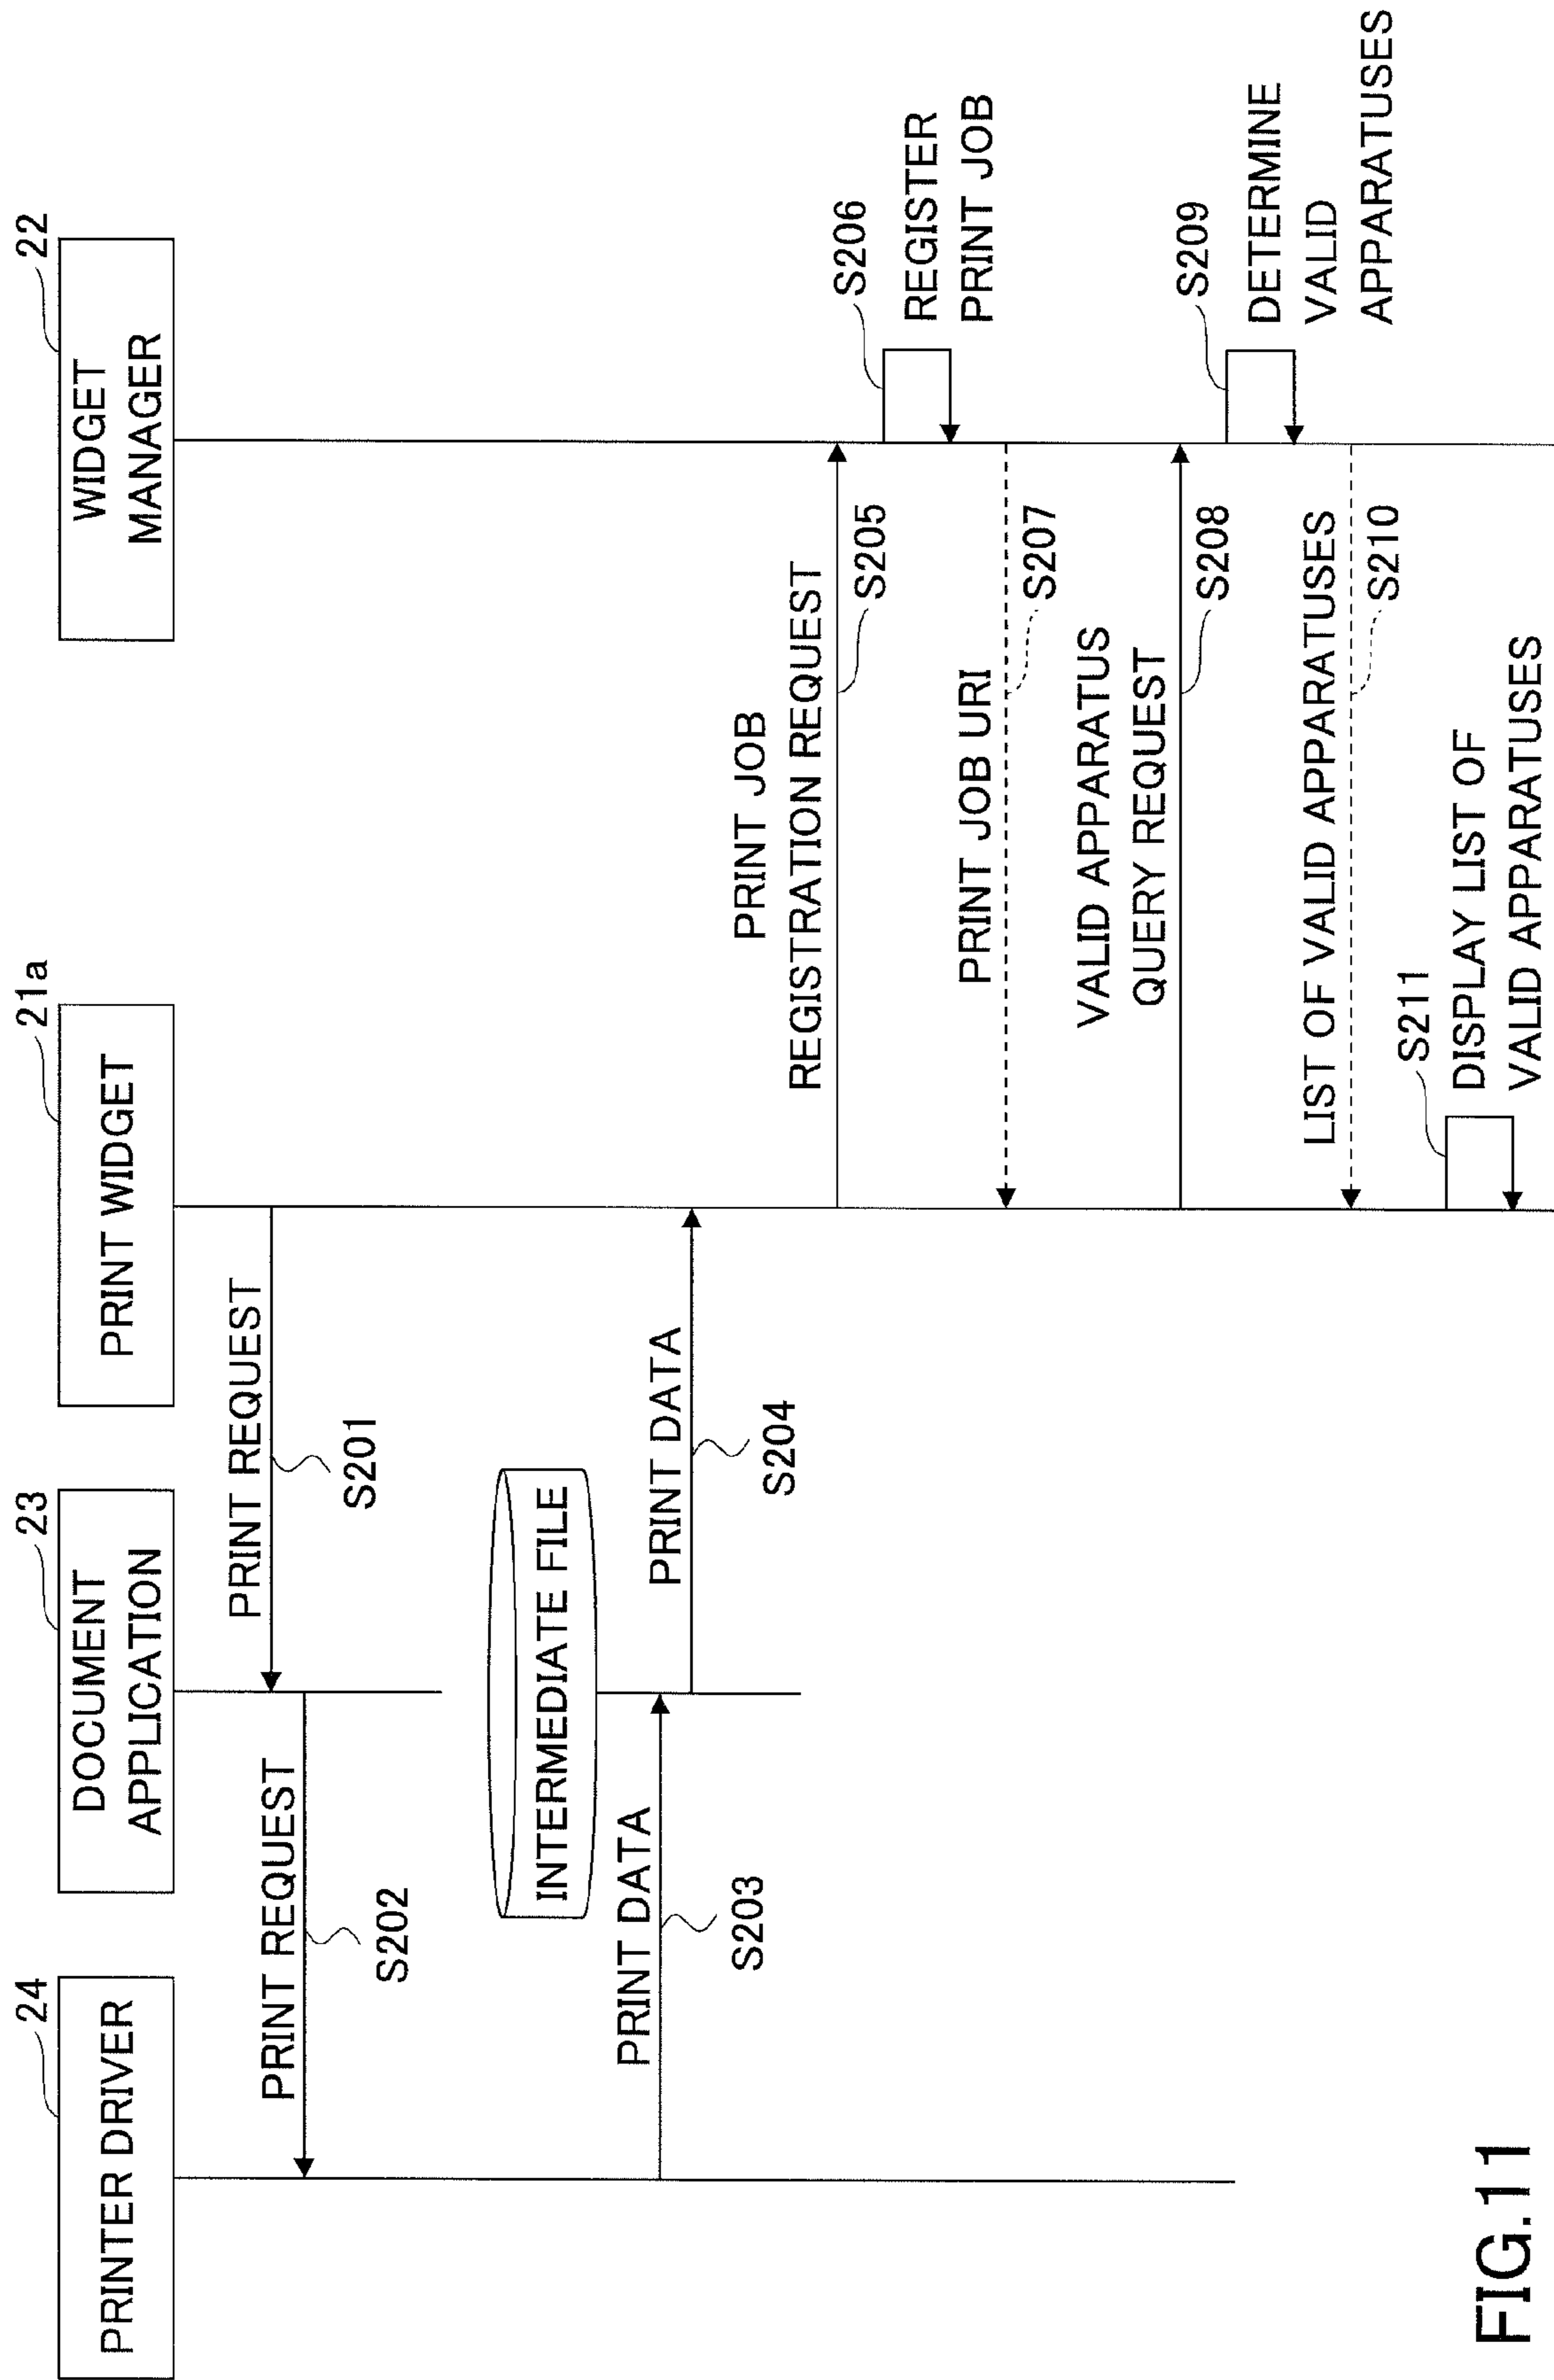 24
PRINTER DRIVER
23
DOCUMENT
APPLICATION
21a
PRINT WIDGET
22
WIDGET
MANAGER
PRINT REQUEST
S201
PRINT REQUEST
S202
INTERMEDIATE FILE
PRINT DATA
S203
PRINT DATA
S204
PRINT JOB
REGISTRATION REQUEST
S205
S206
REGISTER
PRINT JOB
PRINT JOB URI
S207
VALID APPARATUS
QUERY REQUEST
S208
S209
DETERMINE
VALID
APPARATUSES
LIST OF VALID APPARATUSES
S210
S211
DISPLAY LIST OF
VALID APPARATUSES
FIG.11